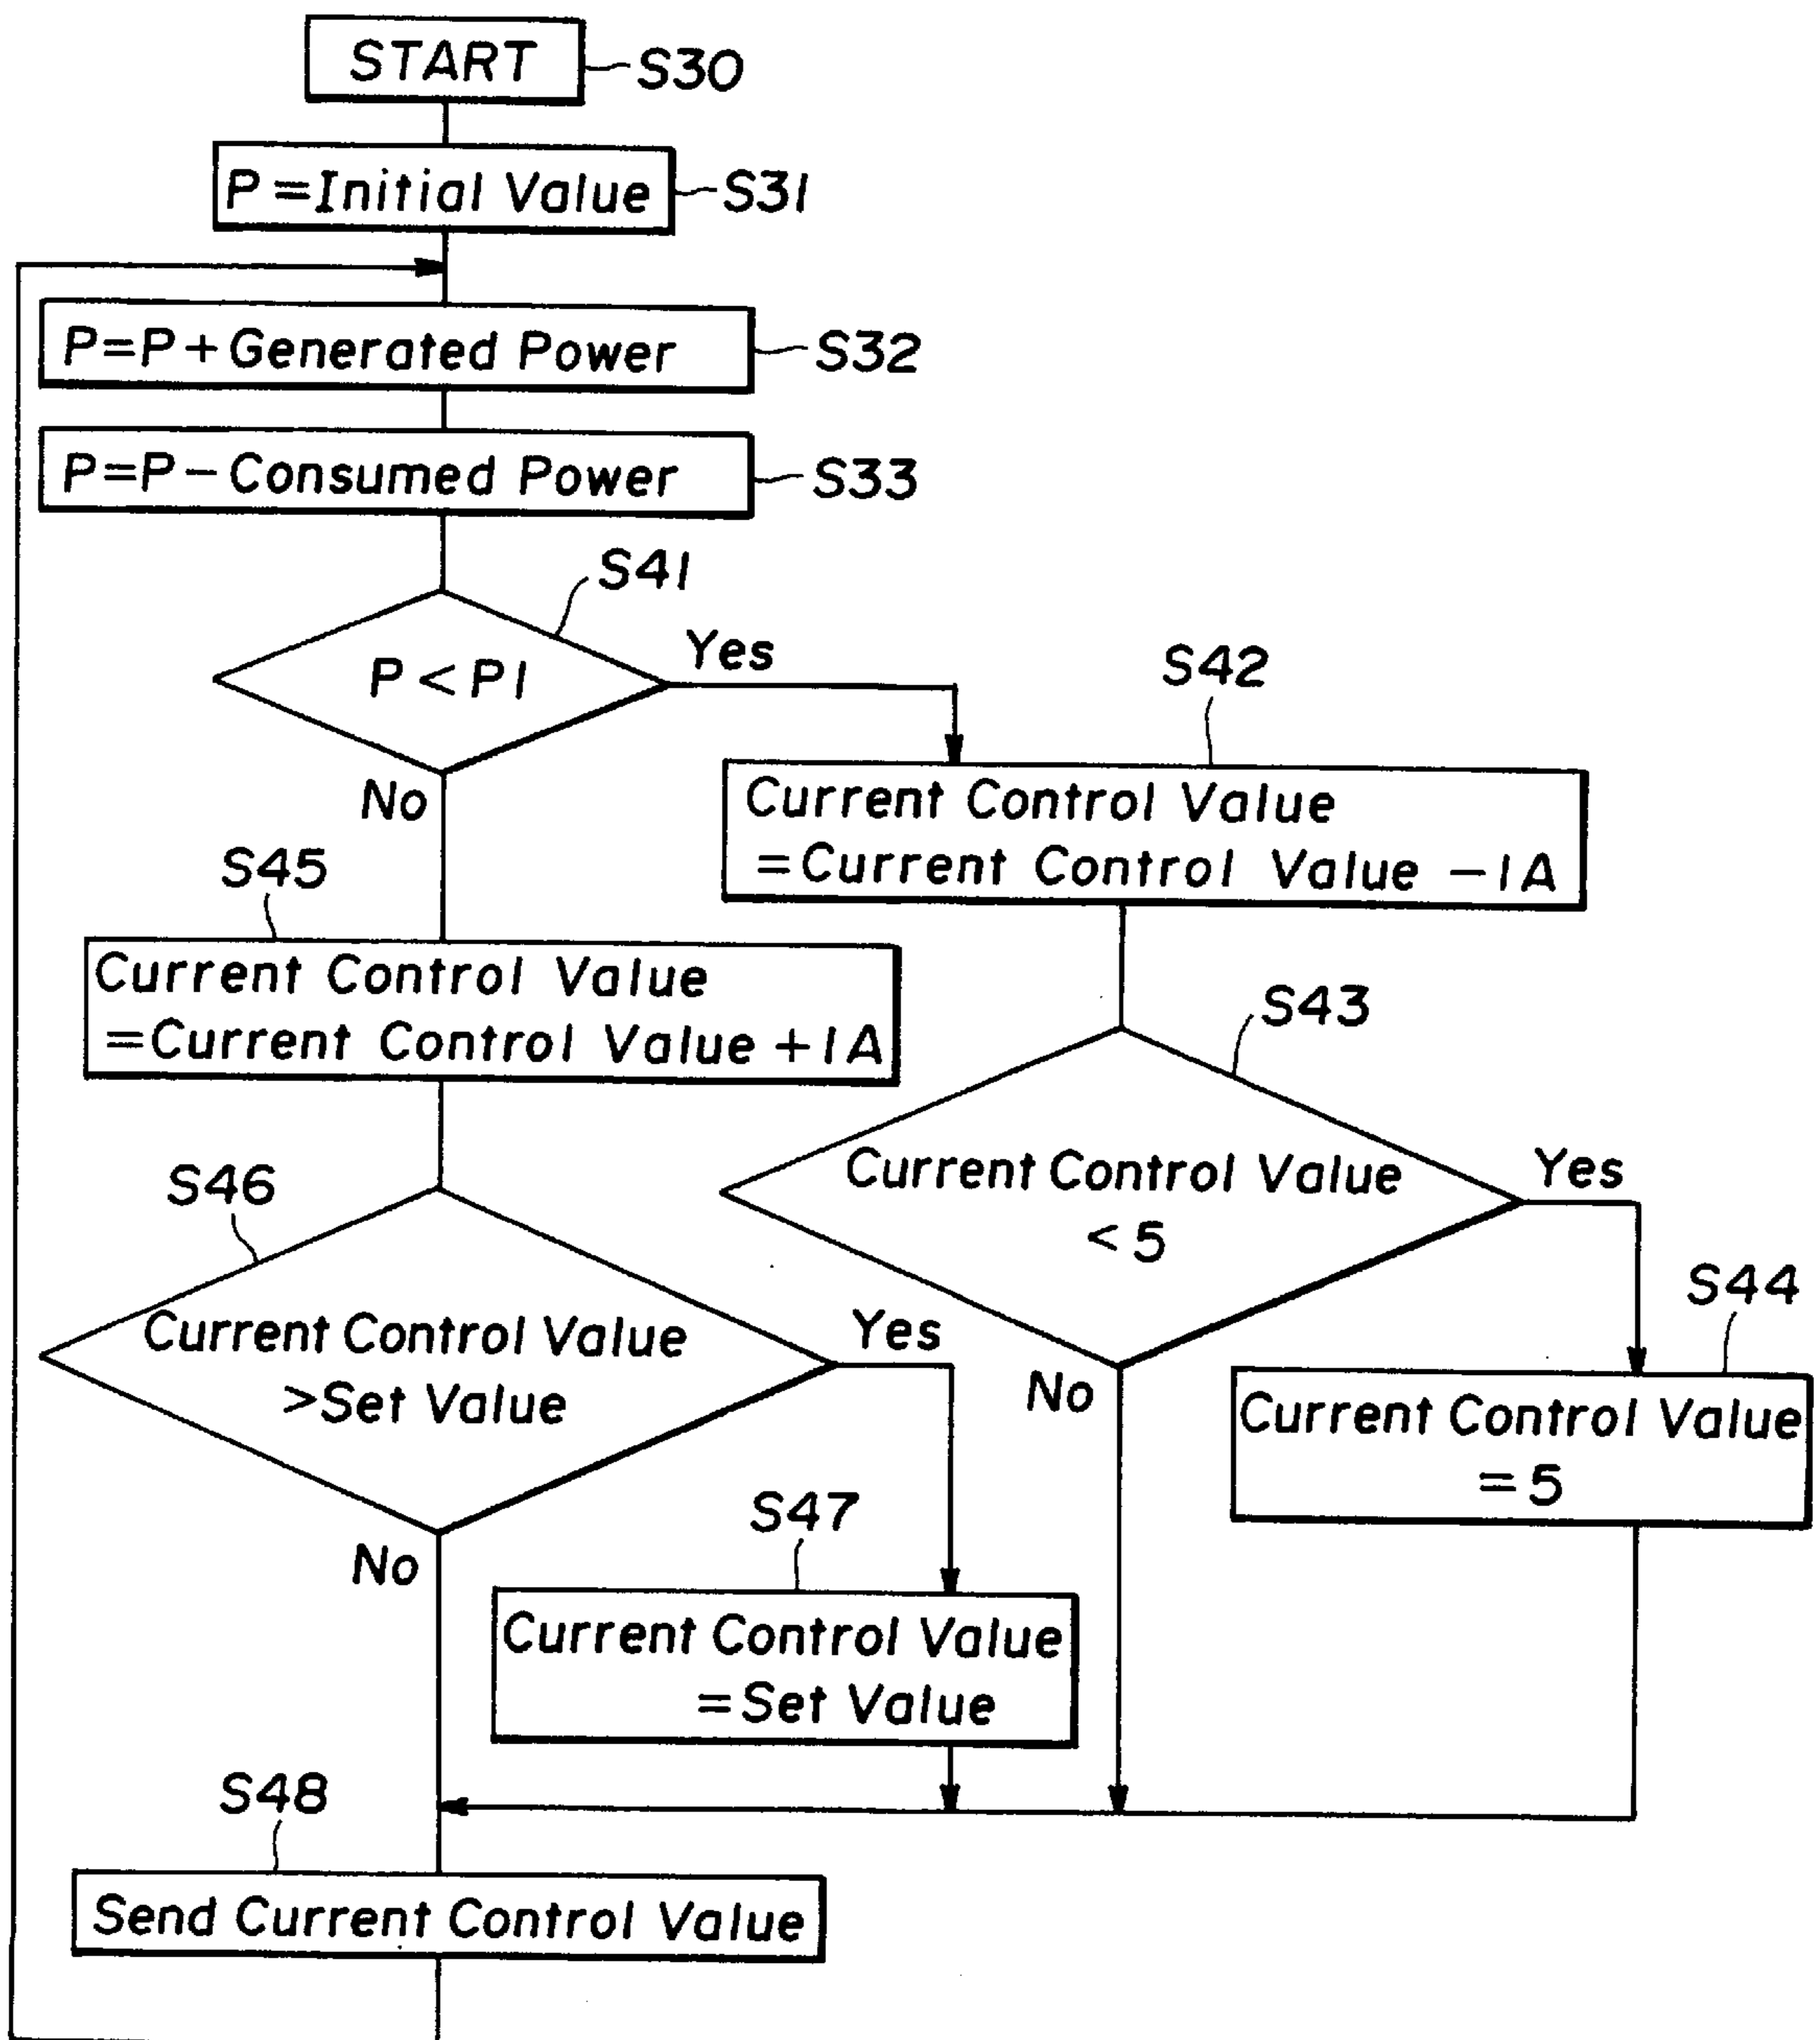 START
S30
P=Initial Value
S31
P=P+Generated Power
S32
P=P-Consumed Power
S33
S41
P<P1
Yes
No
S42
Current Control Value
=Current Control Value -1A
S45
Current Control Value
=Current Control Value +1A
S43
Current Control Value
<5
Yes
No
S46
Current Control Value
>Set Value
Yes
No
S44
Current Control Value
=5
S47
Current Control Value
=Set Value
S48
Send Current Control Value